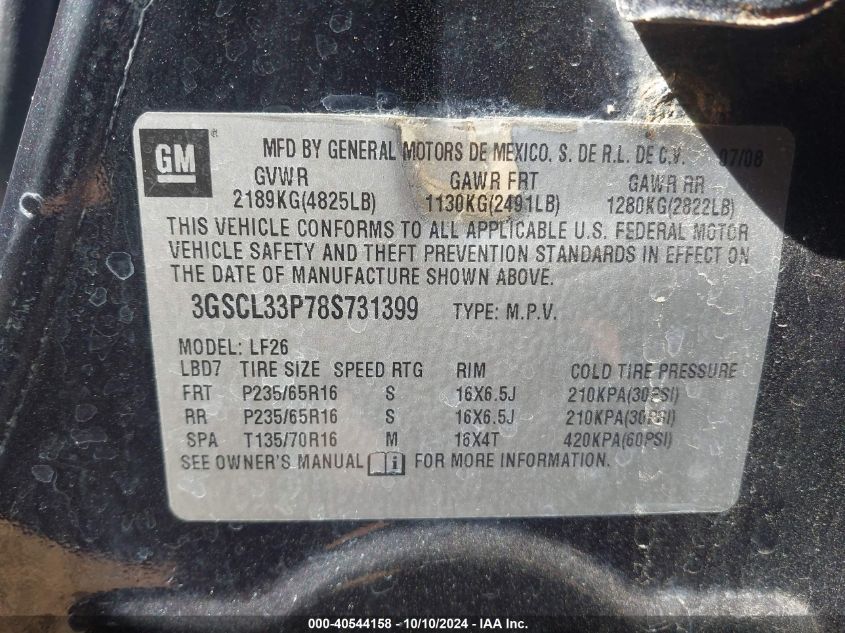 GM ®
MFD BY GENERAL MOTORS DE MEXICO. S. DE R.L. DE C.V. 07/08
GVWR GAWR FRT GAWR RR
2189KG(4825LB) 1130KG(2491LB) 1280KG(2822LB)
THIS VEHICLE CONFORMS TO ALL APPLICABLE U.S. FEDERAL MOTOR
VEHICLE SAFETY AND THEFT PREVENTION STANDARDS IN EFFECT ON
THE DATE OF MANUFACTURE SHOWN ABOVE.
3GSCL33P78S731399 TYPE: M.P.V.
MODEL: LF26
LBD7 TIRE SIZE SPEED RTG RIM COLD TIRE PRESSURE
FRT P235/65R16 S 16X6.5J 210KPA(30PSI)
RR P235/65R16 S 16X6.5J 210KPA(30PSI)
SPA T135/70R16 M 16X4T 420KPA(60PSI)
SEE OWNER'S MANUAL i FOR MORE INFORMATION.
000-40544158 - 10/10/2024 - IAA Inc.